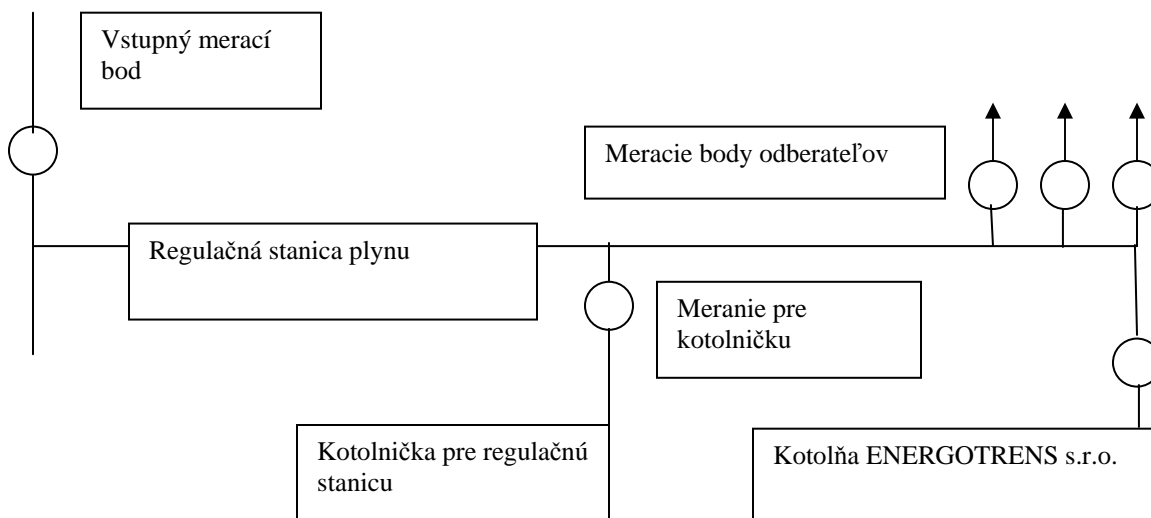 Vstupný merací
bod
Meracie body odberateľov
Regulačná stanica plynu
Meranie pre
kotolničku
Kotolnička pre regulačnú
stanicu
Kotolňa ENERGOTRENS s.r.o.